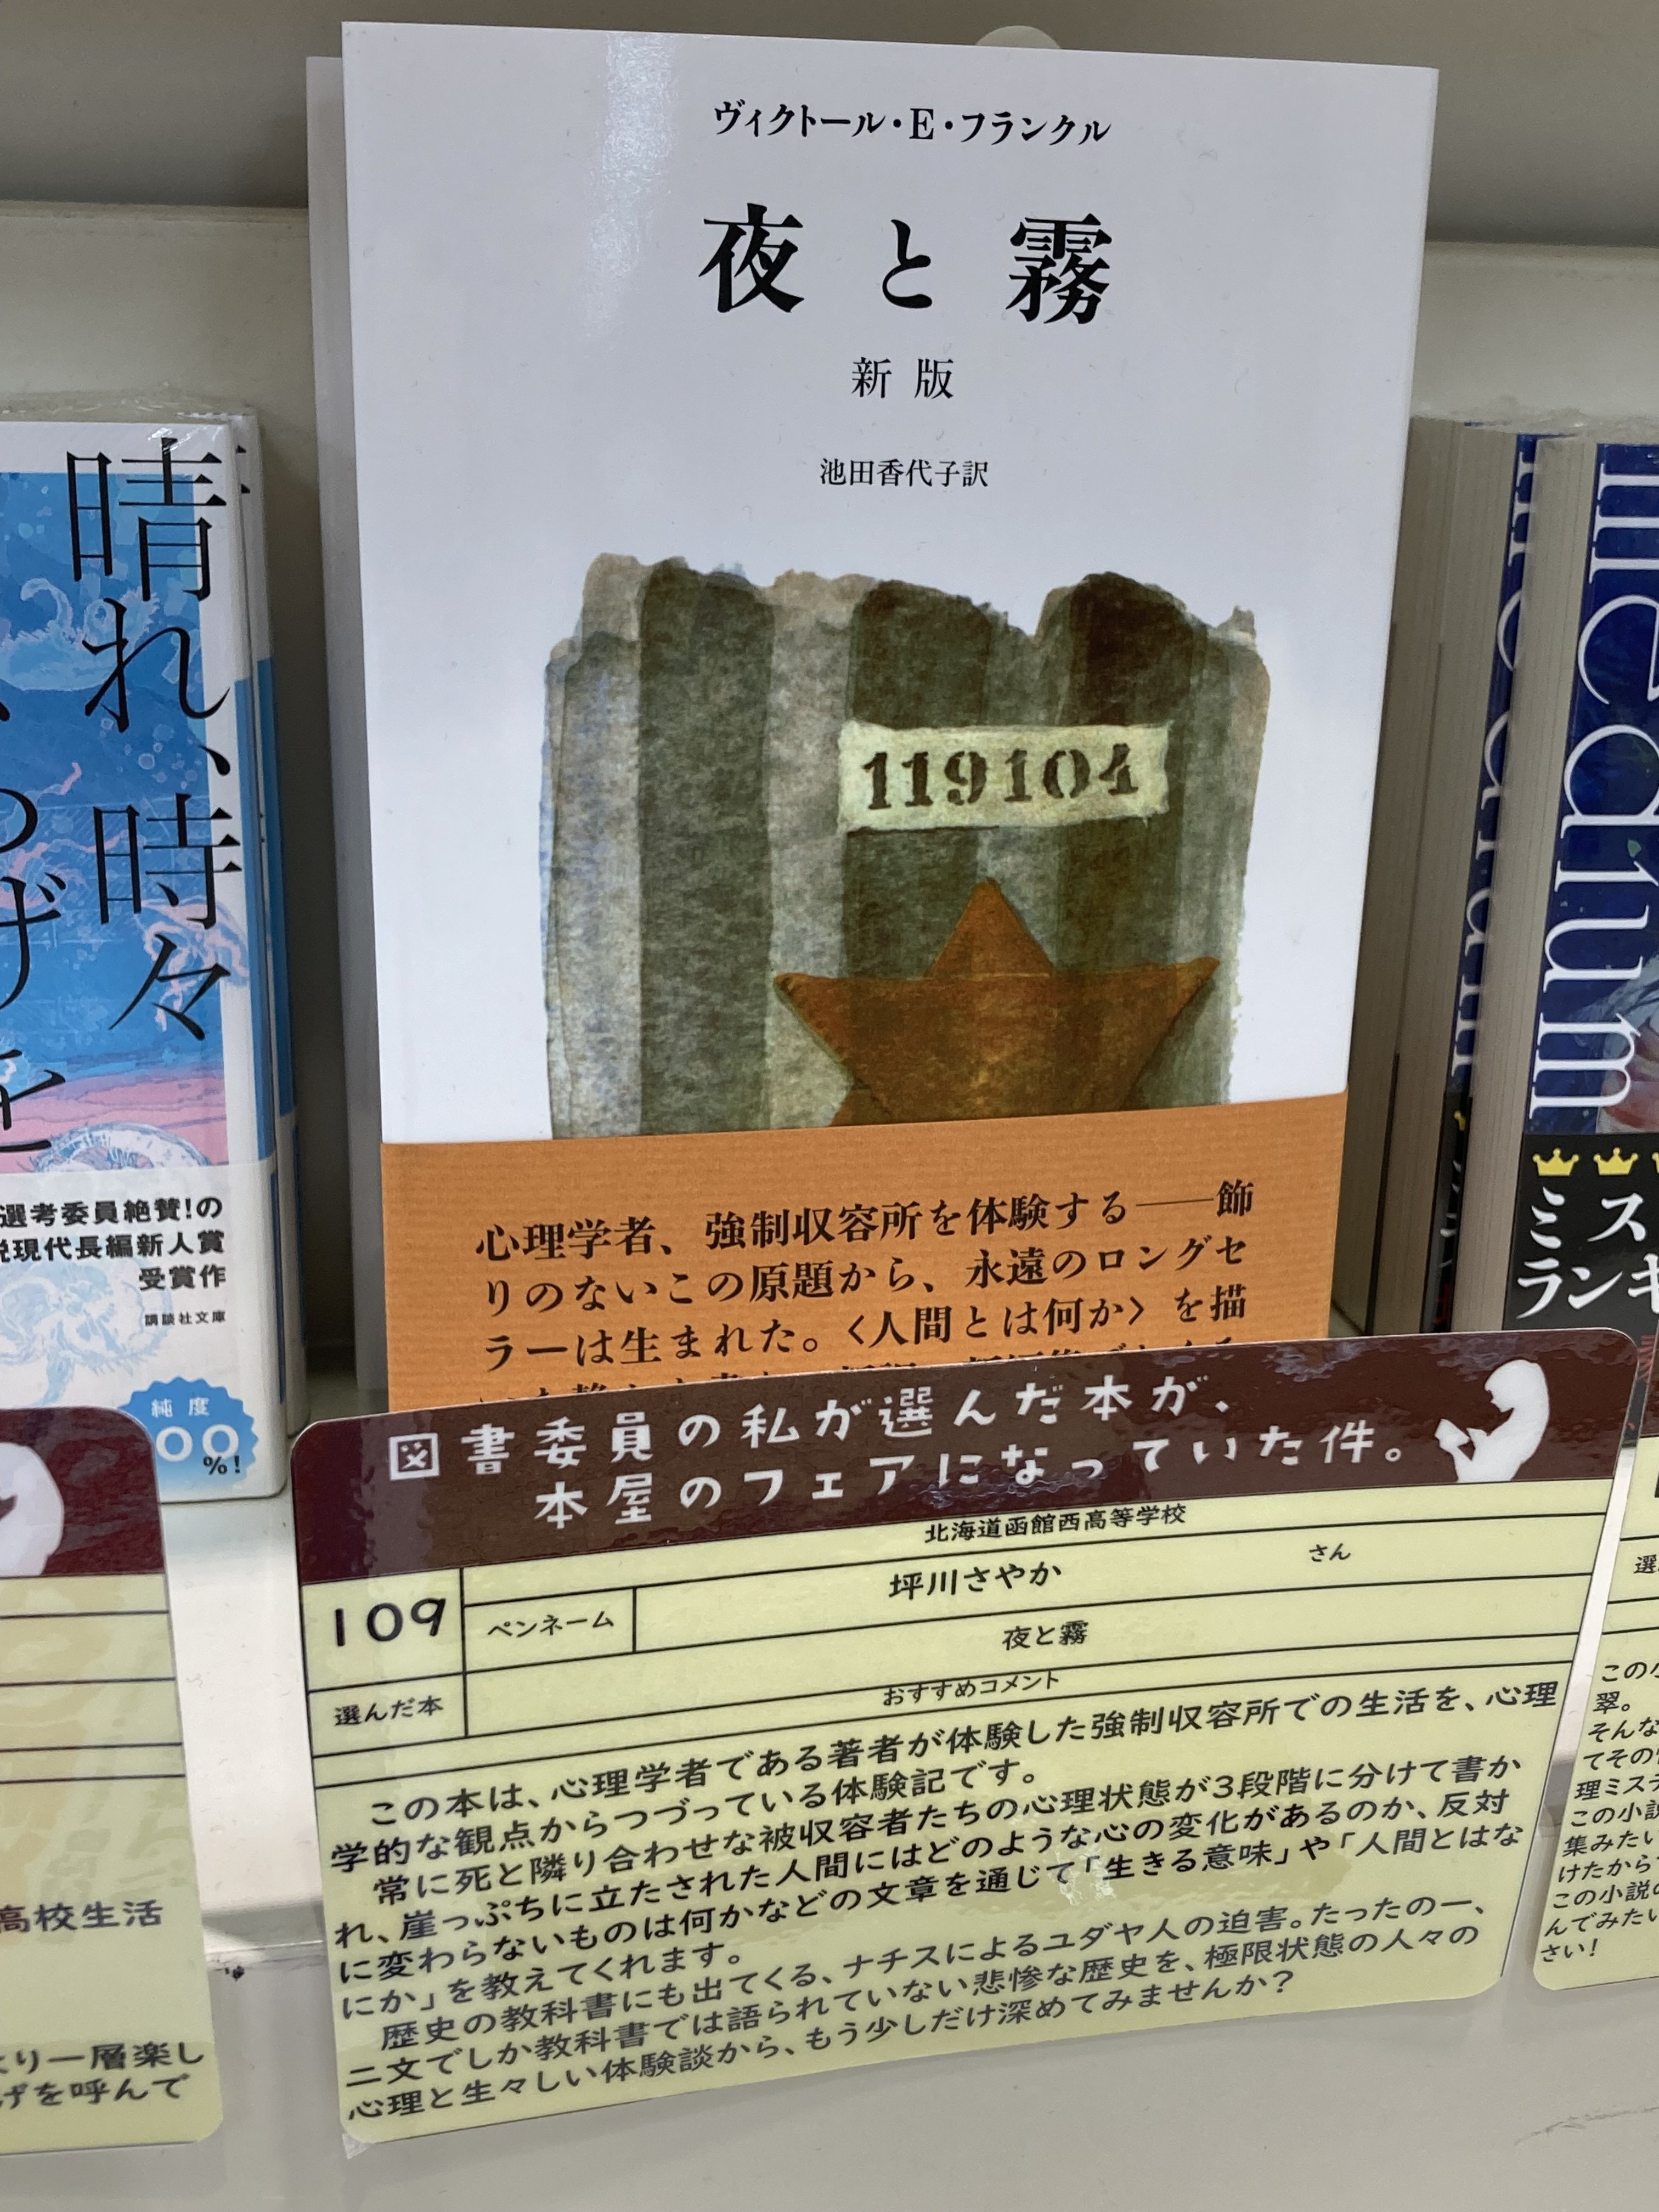 ヴィクトール・E・フランクル
夜と霧
新版
池田香代子訳
119104
心理学者、強制収容所を体験する――飾
りのないこの原題から、永遠のロングセ
ラーは生まれた。〈人間とは何か〉を描
図書委員の私が選んだ本が、
本屋のフェアになっていた件。
北海道函館西高等学校
109
ペンネーム
坪川さやか
さん
選んだ本
夜と霧
おすすめコメント
この本は、心理学者である著者が体験した強制収容所での生活を、心理
学的な観点からつづっている体験記です。
常に死と隣り合わせな被収容者たちの心理状態が3段階に分けて書か
れ、崖っぷちに立たされた人間にはどのような心の変化があるのか、反対
に変わらないものは何かなどの文章を通じて「生きる意味」や「人間とはな
にか」を教えてくれます。
歴史の教科書にも出てくる、ナチスによるユダヤ人の迫害。たったの一、
二文でしか教科書では語られていない悲惨な歴史を、極限状態の人々の
心理と生々しい体験談から、もう少しだけ深めてみませんか?
晴れ、時々
くらげを
選考委員絶賛!の
説現代長編新人賞
受賞作
講談社文庫
純度
00
%!
高校生活
より一層楽し
げを呼んで
medium
medium
ミス
ランキ
選
この小
翠。
そんな
てその
理ミステ
この小説
集みたい
けたから
この小説の
んでみたい
さい!